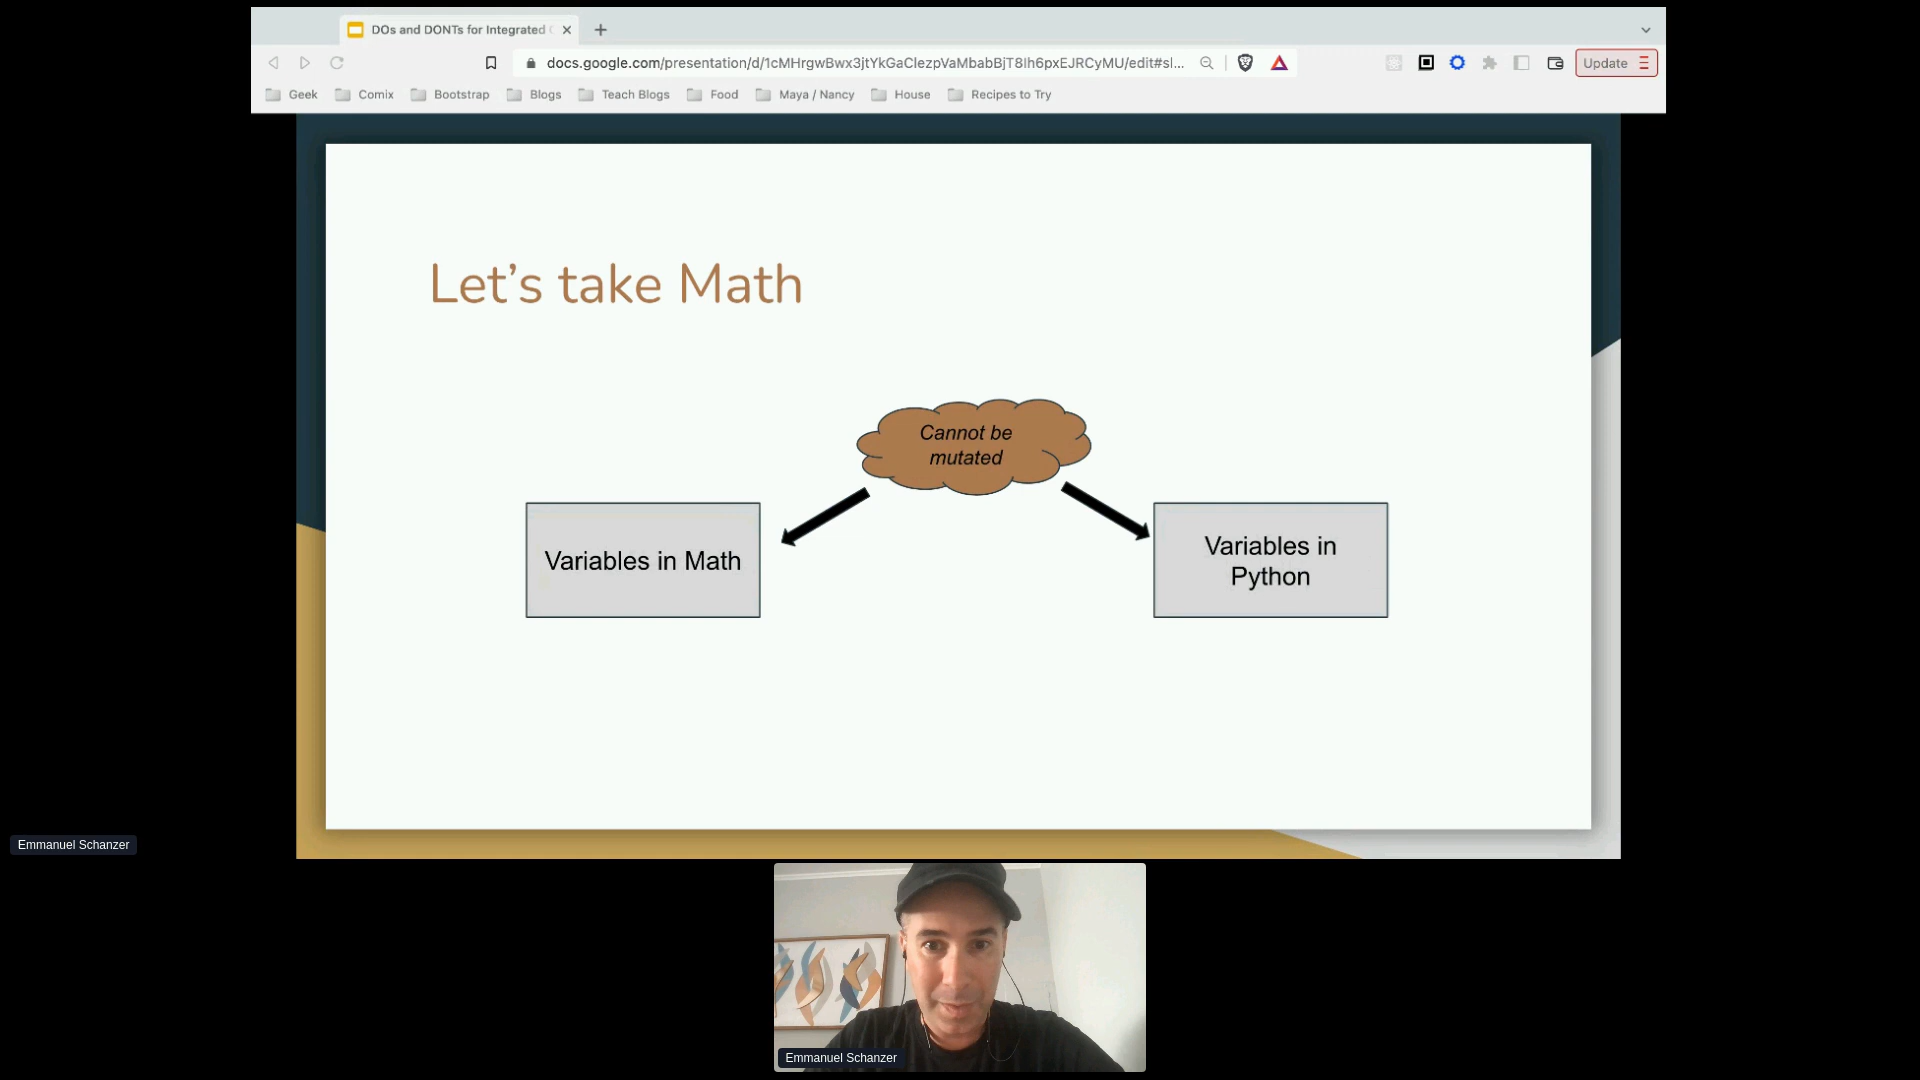 DOs and DONTs for Integrated
docs.google.com/presentation/d/1cMHrgwBwx3jtYkGaClezpVaMbabBjT8Ih6pxEJRCyMU/edit#sl...
Update
Geek
Comix
Bootstrap
Blogs
Teach Blogs
Food
Maya / Nancy
House
Recipes to Try
Let's take Math
Cannot be
mutated
Variables in Math
Variables in
Python
Emmanuel Schanzer
Emmanuel Schanzer